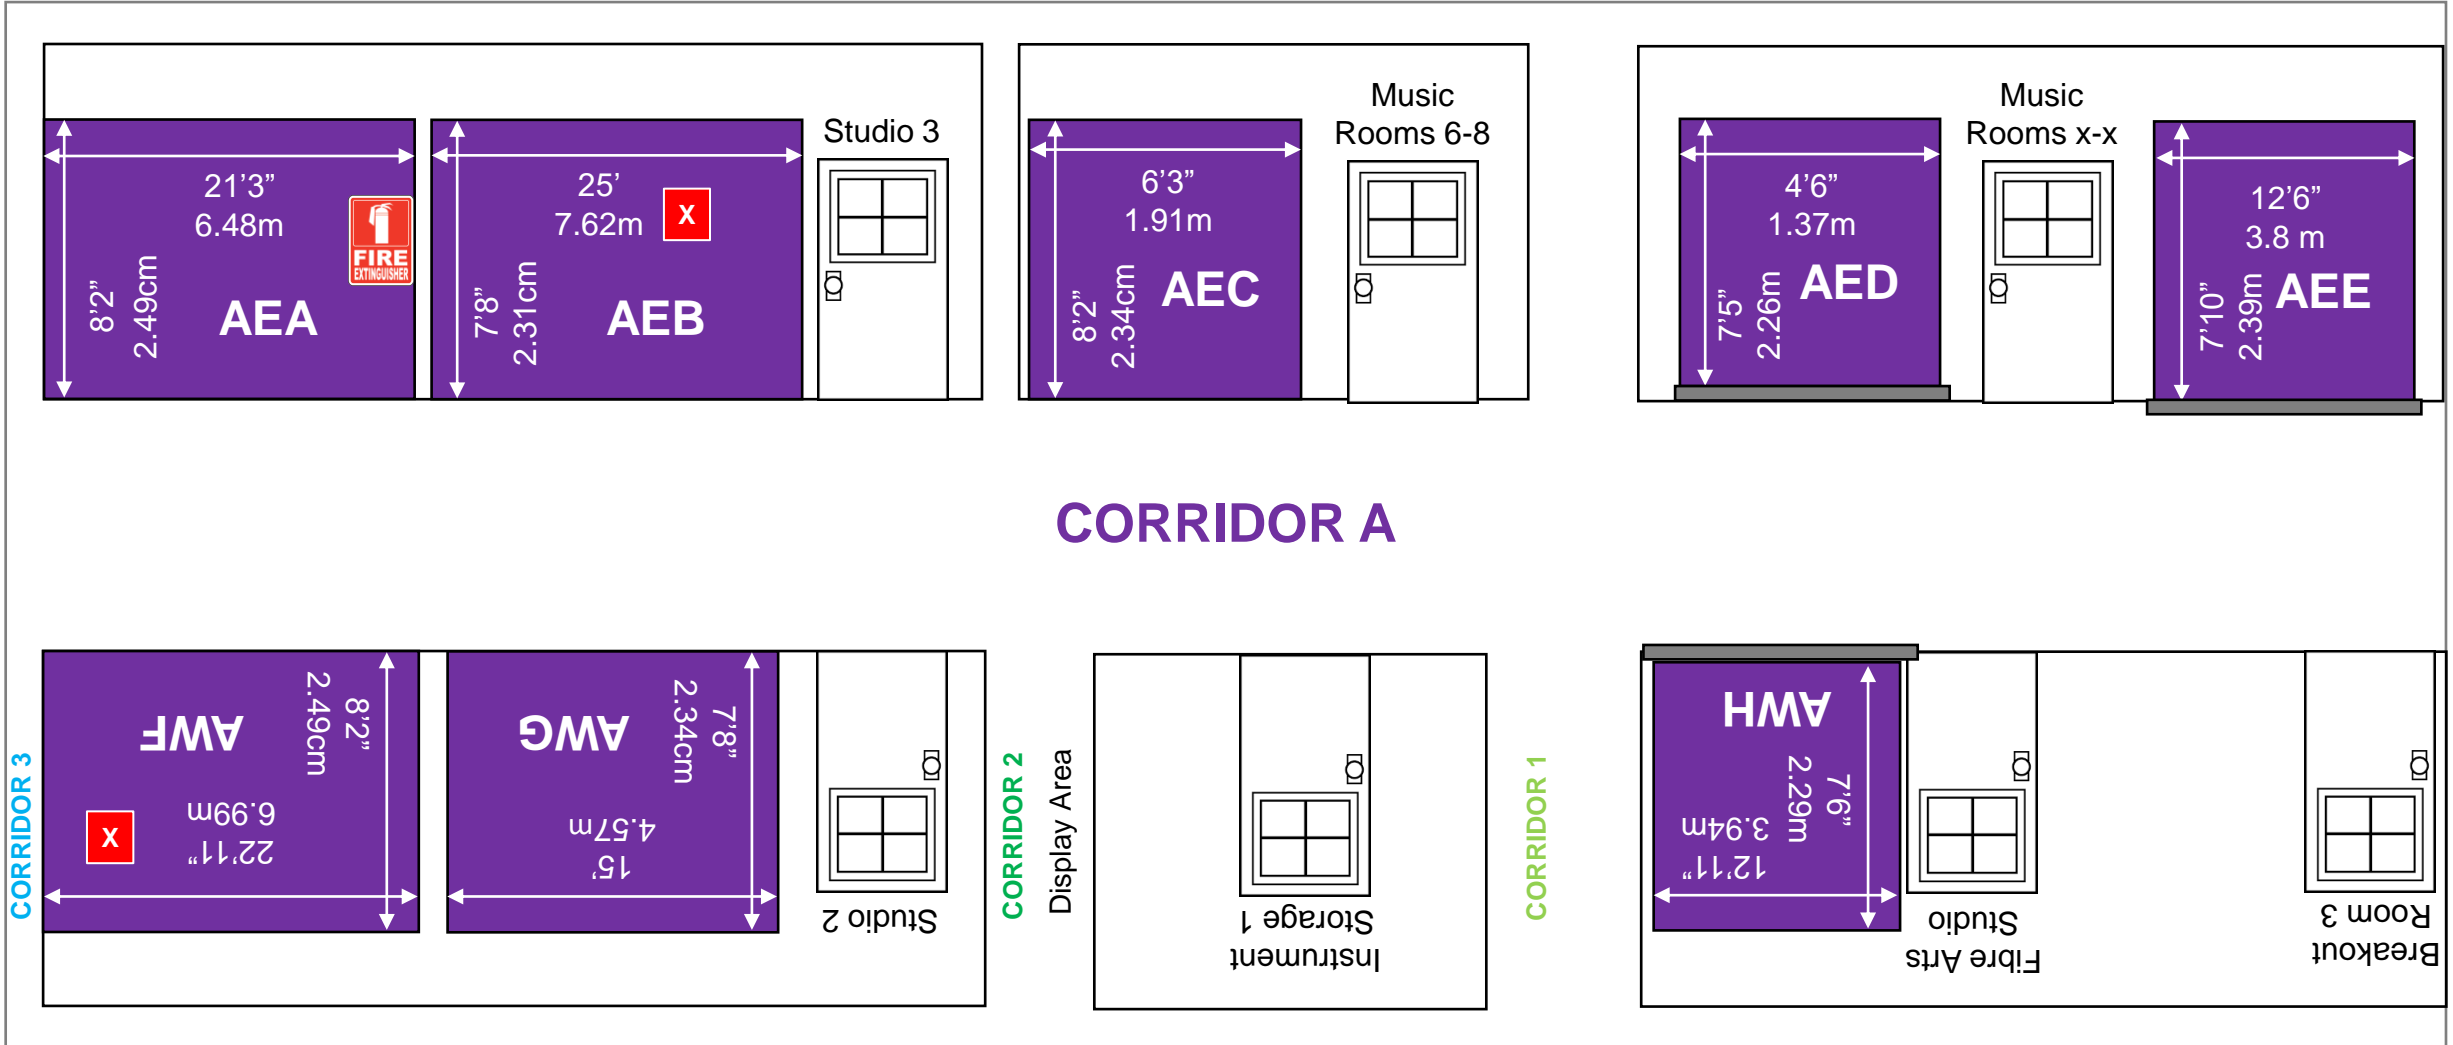 Studio 3
21’3”
6.48m
FIRE
EXTINGUISHER
8’2”
2.49cm
AEA
25’
7.62m
X
7’8”
2.31cm
AEB
Music
Rooms 6-8
6’3”
1.91m
8’2”
2.34cm
AEC
Music
Rooms x-x
4’6”
1.37m
7’5”
2.26m
AED
12’6”
3.8 m
7’10”
2.39m
AEE
CORRIDOR A
CORRIDOR 3
AWF
8’2”
2.49cm
22’11”
6.99m
X
AWG
7’8”
2.34cm
15’
4.57m
Studio 2
CORRIDOR 2
Display Area
Instrument
Storage 1
CORRIDOR 1
AWH
7’6”
2.29m
12’11”
3.94m
Fibre Arts
Studio
Breakout
Room 3